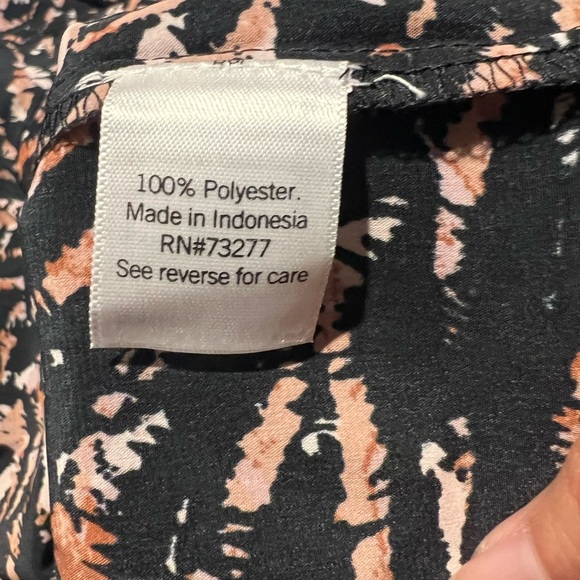 100% Polyester.
Made in Indonesia
RN#73277
See reverse for care